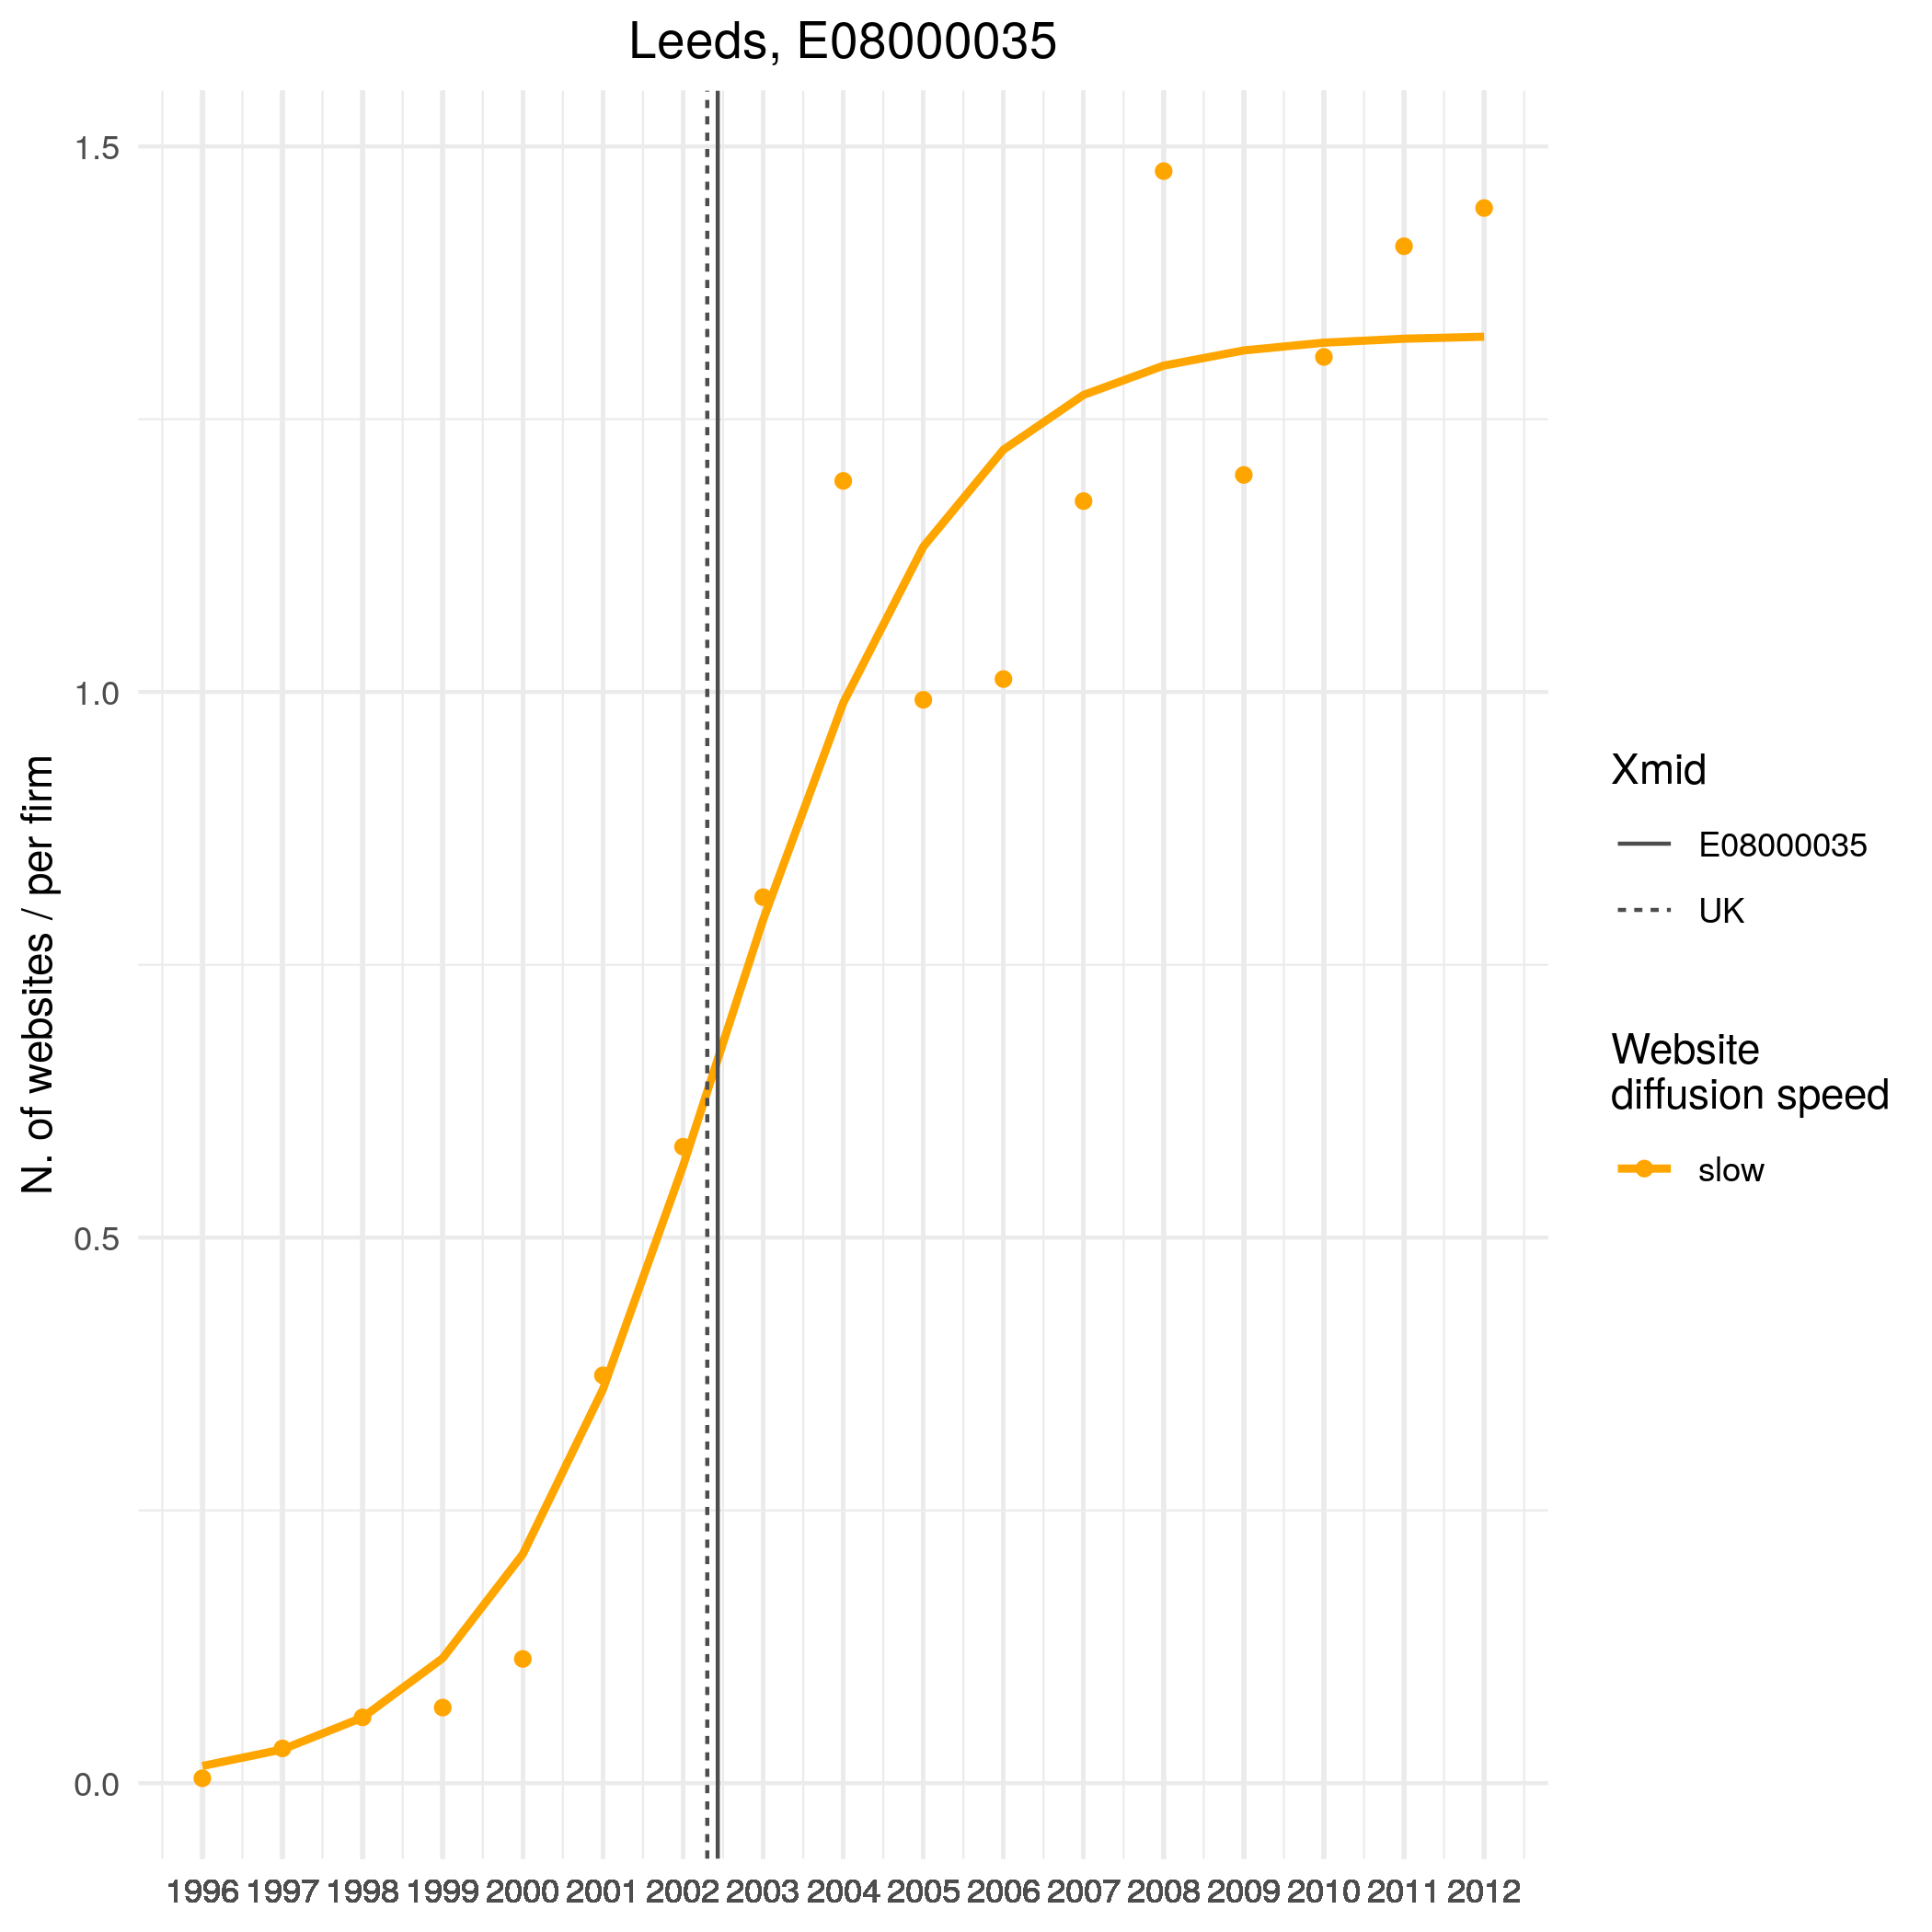 Leeds, E08000035
1.5
1.0
0.5
0.0
N. of websites / per firm
1996 1997 1998 1999 2000 2001 2002 2003 2004 2005 2006 2007 2008 2009 2010 2011 2012
Xmid
E08000035
UK
Website
diffusion speed
slow